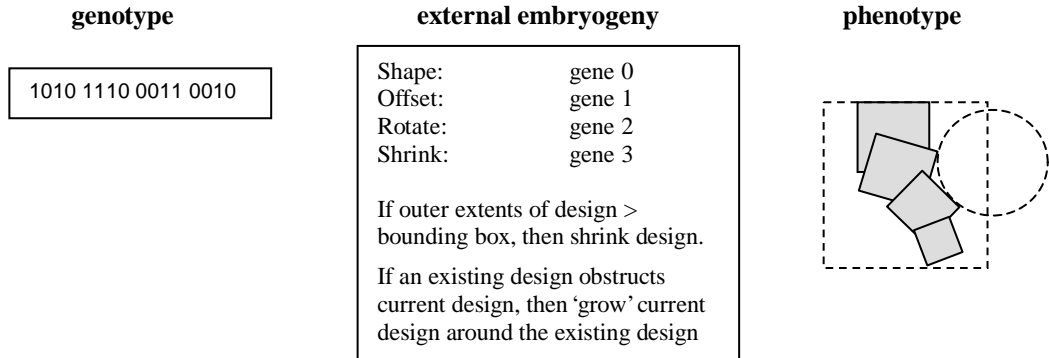 genotype
external embryogeny
phenotype
1010 1110 0011 0010
Shape: gene 0
Offset: gene 1
Rotate: gene 2
Shrink: gene 3
If outer extents of design >
bounding box, then shrink design.
If an existing design obstructs
current design, then ‘grow’ current
design around the existing design